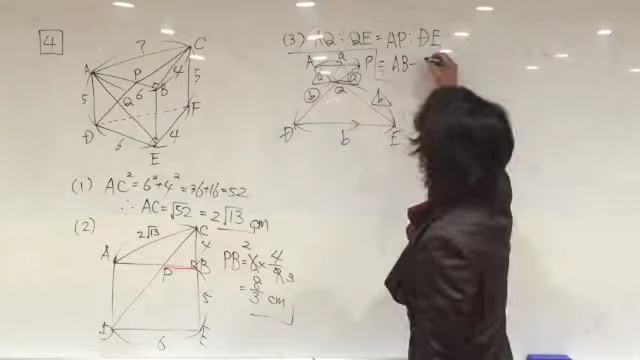 4
?
C
A
P
4
5
B
5
Q
6
F
D
6
4
E
(1) AC² = 6² + 4² = 36+16 = 52
∴ AC = √52 = 2√13 cm
(2)
C
2√13
4
A
B
P
5
D
6
E
PB = 6 × 4/9
2
3
= 8/3 cm
(3) AQ : QE = AP : DE
A
a
P
= AB-
a
a
Q
b
b
D
b
E